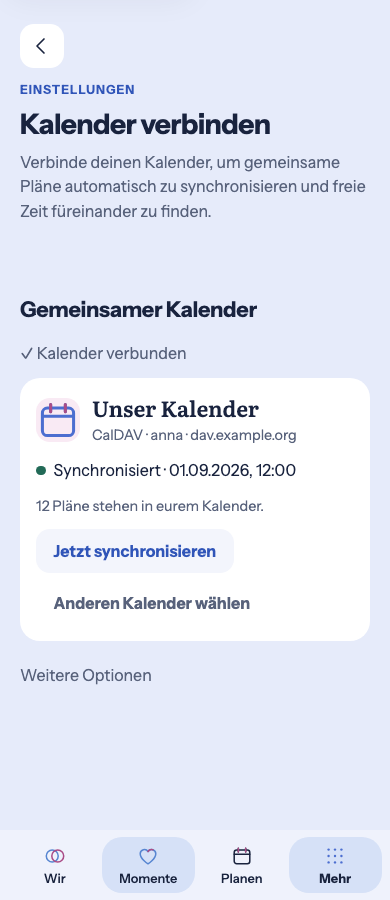 EINSTELLUNGEN
Kalender verbinden
Verbinde deinen Kalender, um gemeinsame
Pläne automatisch zu synchronisieren und freie
Zeit füreinander zu finden.
Gemeinsamer Kalender
✓ Kalender verbunden
Unser Kalender
CalDAV · anna · dav.example.org
Synchronisiert · 01.09.2026, 12:00
12 Pläne stehen in eurem Kalender.
Jetzt synchronisieren
Anderen Kalender wählen
Weitere Optionen
Wir
Momente
Planen
Mehr